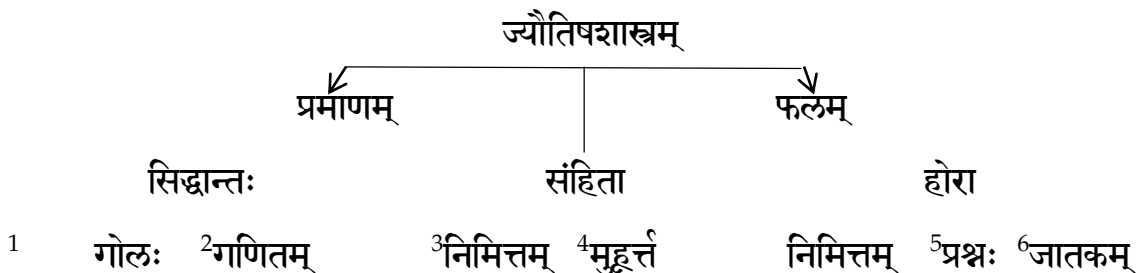 ज्यौतिषशास्त्रम्
प्रमाणम् फलम्
सिद्धान्तः संहिता होरा
1 गोलः 2गणितम् 3निमित्तम् 4मुहूर्त्त निमित्तम् 5प्रश्नः 6जातकम्